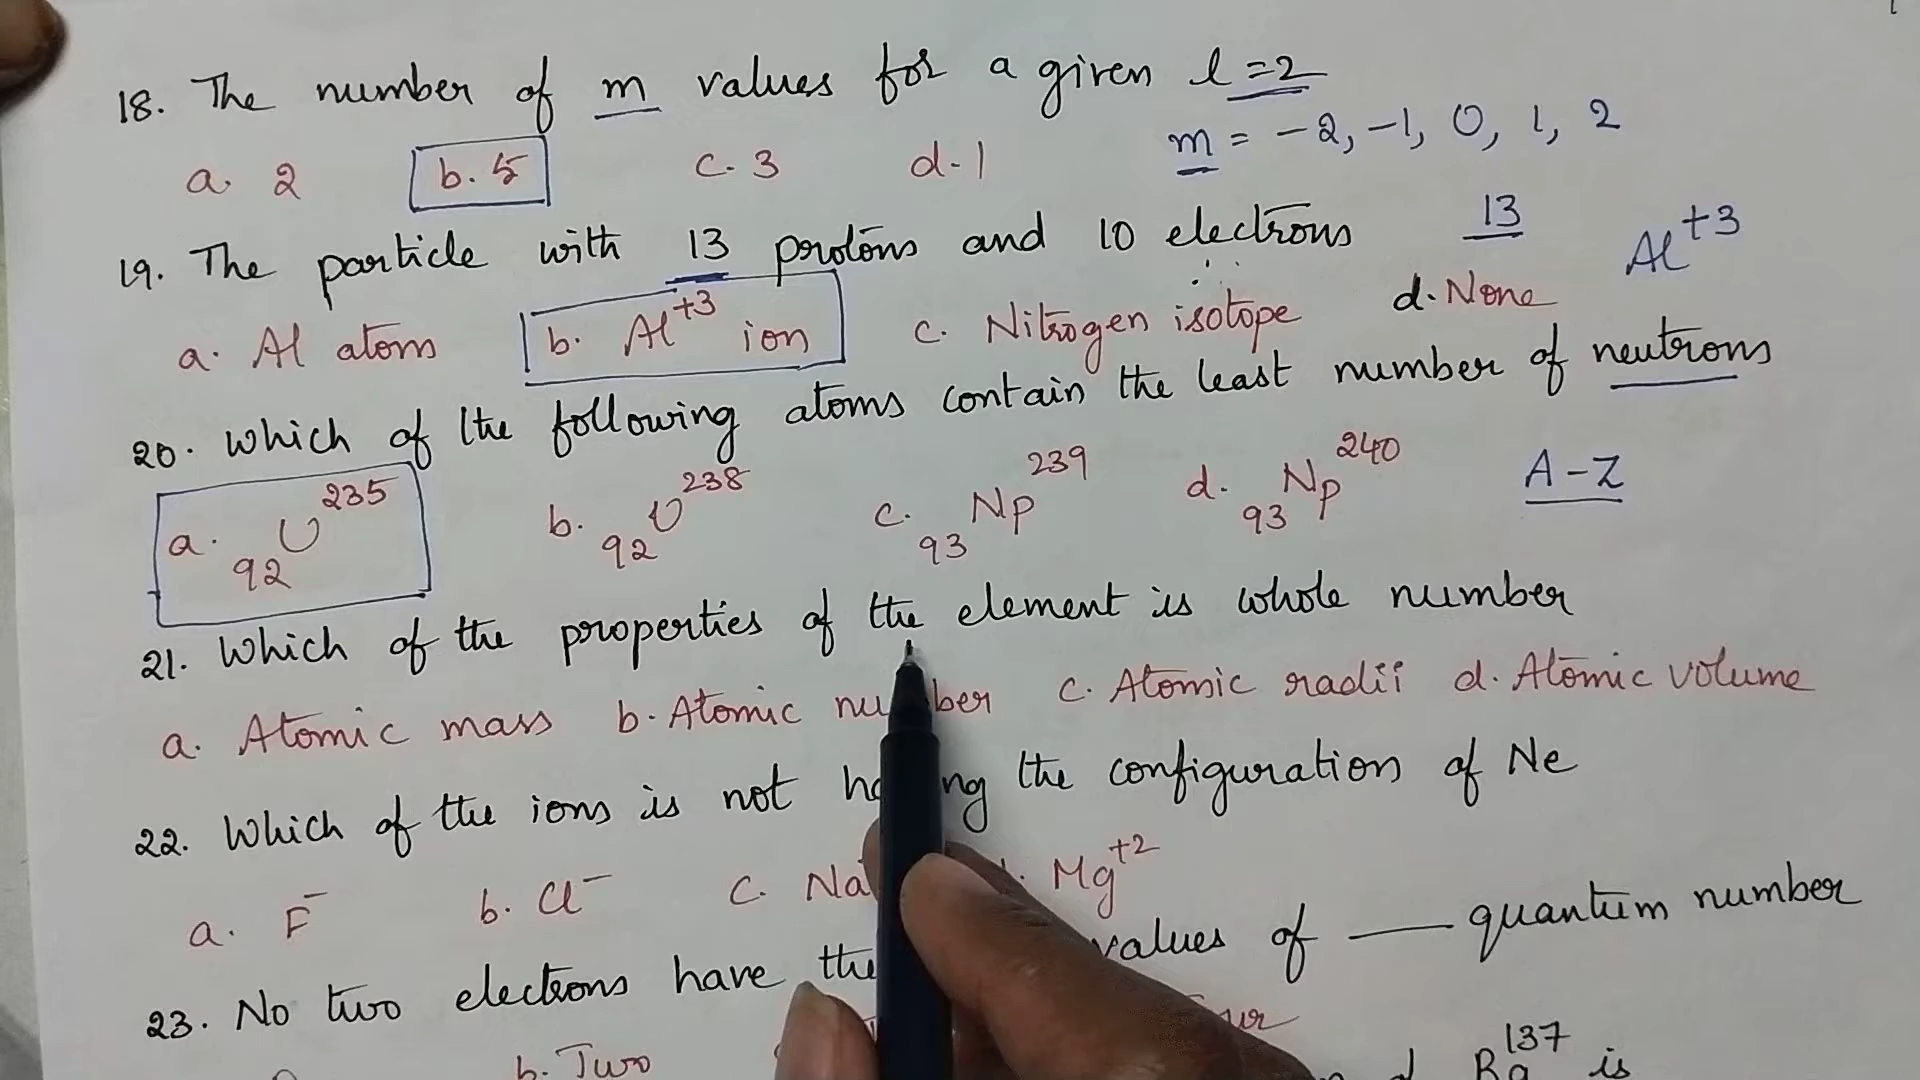 18. The number of m values for a given l=2
m = -2, -1, 0, 1, 2
a. 2 b. 5 c. 3 d. 1
19. The particle with 13 protons and 10 electrons 13 Al+3
a. Al atom b. Al+3 ion c. Nitrogen isotope d. None
20. Which of the following atoms contain the least number of neutrons
a. 92U235 b. 92U238 c. 93Np239 d. 93Np240 A-Z
21. Which of the properties of the element is whole number
a. Atomic mass b. Atomic number c. Atomic radii d. Atomic volume
22. Which of the ions is not having the configuration of Ne
a. F- b. Cl- c. Na Mg+2
23. No two electrons have the values of — quantum number
b. Two
Ba137 is